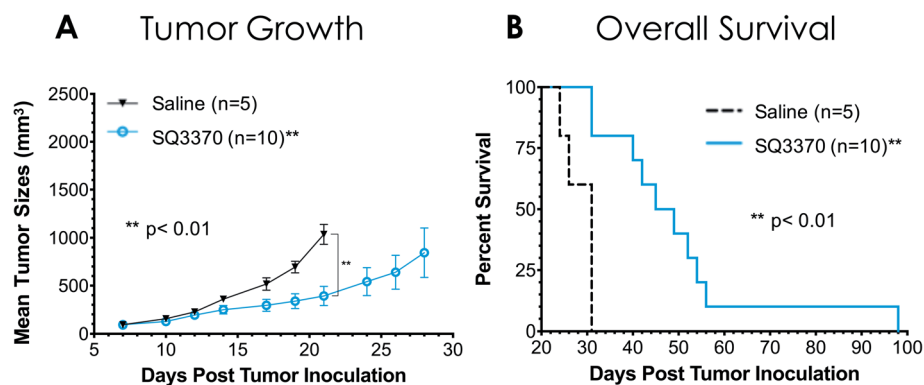 A Tumor Growth
Mean Tumor Sizes (mm³)
2500
2000
1500
1000
500
0
Saline (n=5)
SQ3370 (n=10)**
** p< 0.01
**
5 10 15 20 25 30
Days Post Tumor Inoculation
B Overall Survival
Percent Survival
100
75
50
25
0
Saline (n=5)
SQ3370 (n=10)**
** p< 0.01
20 30 40 50 60 70 80 90 100
Days Post Tumor Inoculation